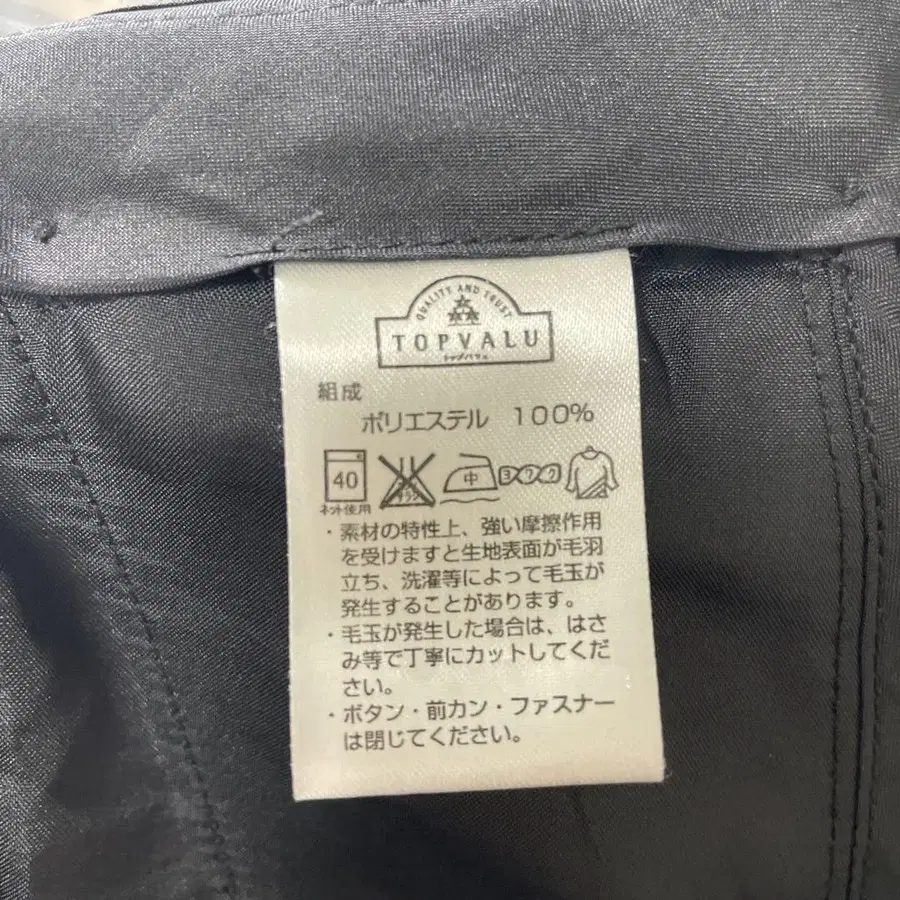 QUALITY AND TRUST
TOPVALU
トップバリュ
組成
ポリエステル 100%
40 中 ヨワク
ネット使用
・素材の特性上、強い摩擦作用
を受けますと生地表面が毛羽
立ち、洗濯等によって毛玉が
発生することがあります。
・毛玉が発生した場合は、はさ
み等で丁寧にカットしてくだ
さい。
・ボタン・前カン・ファスナー
は閉じてください。